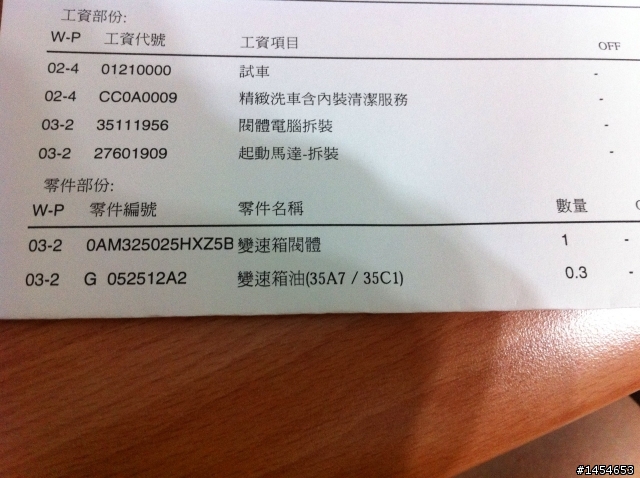 工資部份:
W-P 工資代號 工資項目 OFF
02-4 01210000 試車 -
02-4 CC0A0009 精緻洗車含內裝清潔服務 -
03-2 35111956 閥體電腦拆裝 -
03-2 27601909 起動馬達-拆裝 -
零件部份:
W-P 零件編號 零件名稱 數量
03-2 0AM325025HXZ5B 變速箱閥體 1 -
03-2 G 052512A2 變速箱油(35A7 / 35C1) 0.3 -
#1454653